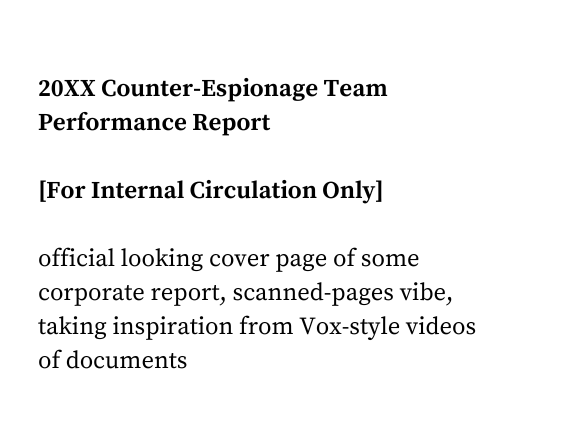 20XX Counter-Espionage Team
Performance Report
[For Internal Circulation Only]
official looking cover page of some
corporate report, scanned-pages vibe,
taking inspiration from Vox-style videos
of documents